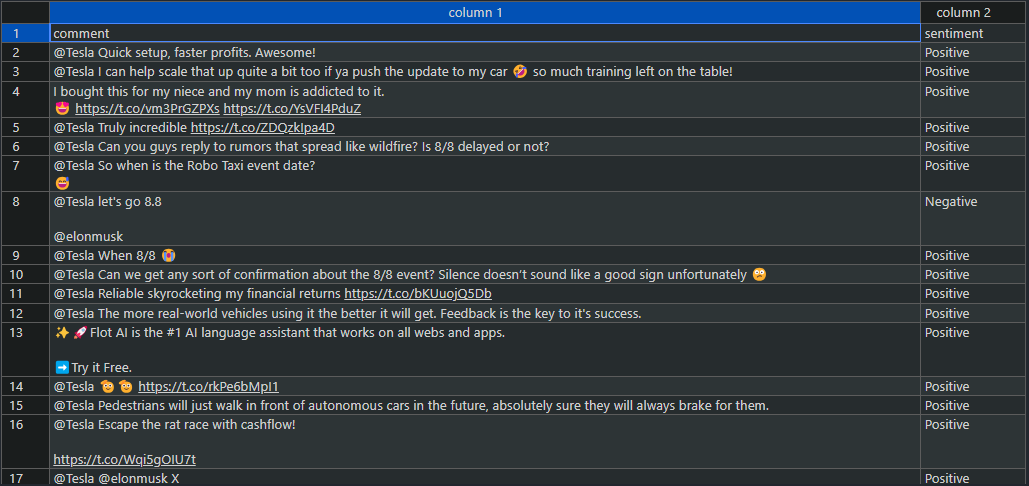 column 1 column 2
1 comment sentiment
2 @Tesla Quick setup, faster profits. Awesome! Positive
3 @Tesla I can help scale that up quite a bit too if ya push the update to my car 🤣 so much training left on the table! Positive
4 I bought this for my niece and my mom is addicted to it. Positive
🤩 https://t.co/vm3PrGZPXs https://t.co/YsVFI4PduZ
5 @Tesla Truly incredible https://t.co/ZDQzkIpa4D Positive
6 @Tesla Can you guys reply to rumors that spread like wildfire? Is 8/8 delayed or not? Positive
7 @Tesla So when is the Robo Taxi event date? Positive
😅
8 @Tesla let's go 8.8 Negative
@elonmusk
9 @Tesla When 8/8 😭 Positive
10 @Tesla Can we get any sort of confirmation about the 8/8 event? Silence doesn't sound like a good sign unfortunately 😟 Positive
11 @Tesla Reliable skyrocketing my financial returns https://t.co/bKUuojQ5Db Positive
12 @Tesla The more real-world vehicles using it the better it will get. Feedback is the key to it's success. Positive
13 ✨🚀Flot AI is the #1 AI language assistant that works on all webs and apps. Positive
➡️Try it Free.
14 @Tesla https://t.co/rkPe6bMpI1 Positive
15 @Tesla Pedestrians will just walk in front of autonomous cars in the future, absolutely sure they will always brake for them. Positive
16 @Tesla Escape the rat race with cashflow! Positive
https://t.co/Wqi5gOIU7t
17 @Tesla @elonmusk X Positive